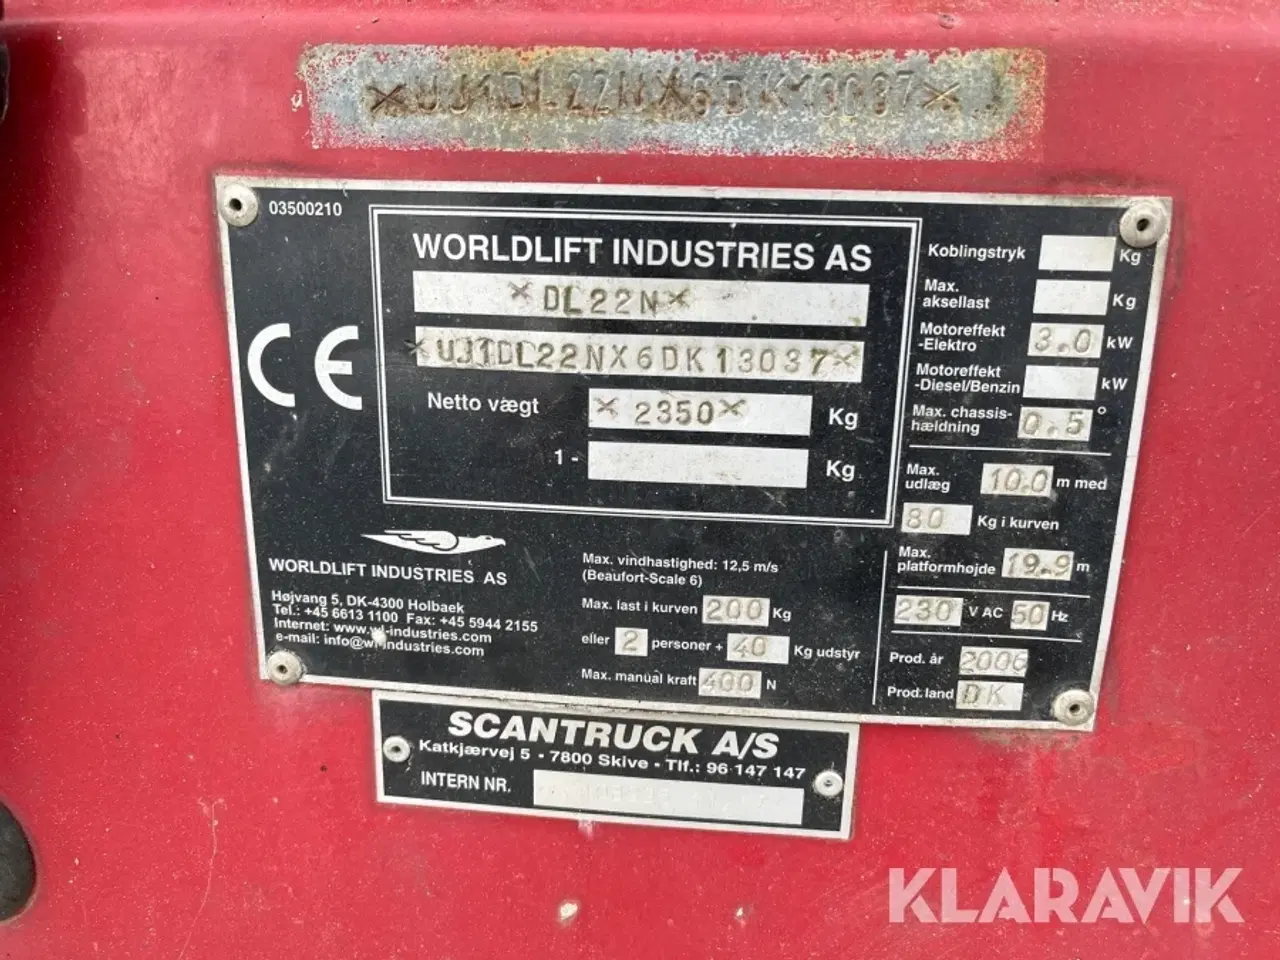 *UJ1DL22NX6DK13037*
03500210
WORLDLIFT INDUSTRIES AS
*DL22N*
*UJ1DL22NX6DK13037*
Netto vægt *2350* Kg
1 - Kg
CE
WORLDLIFT INDUSTRIES AS
Højvang 5, DK-4300 Holbaek
Tel.: +45 6613 1100 Fax: +45 5944 2155
Internet: www.wl-industries.com
e-mail: info@wl-industries.com
Max. vindhastighed: 12,5 m/s
(Beaufort-Scale 6)
Max. last i kurven 200 Kg
eller 2 personer + 40 Kg udstyr
Max. manual kraft 400 N
Koblingstryk Kg
Max.
aksellast Kg
Motoreffekt
-Elektro 3.0 kW
Motoreffekt
-Diesel/Benzin kW
Max. chassis-
hældning 0.5°
Max.
udlæg 10.0 m med
80 Kg i kurven
Max.
platformhøjde 19.9 m
230 V AC 50 Hz
Prod. år 2006
Prod. land DK
SCANTRUCK A/S
Katkjærvej 5 - 7800 Skive - Tlf.: 96 147 147
INTERN NR.
KLARAVIK